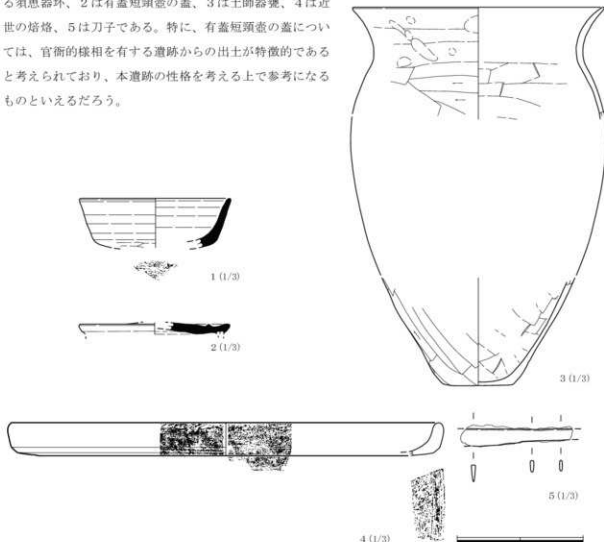 る須恵器坏、2は有蓋短頸壺の蓋、3は土師器甕、4は近
世の焙烙、5は刀子である。特に、有蓋短頸壺の蓋につい
ては、官衙的様相を有する遺跡からの出土が特徴的である
と考えられており、本遺跡の性格を考える上で参考になる
ものといえるだろう。
1 (1/3)
2 (1/3)
3 (1/3)
4 (1/3)
5 (1/3)